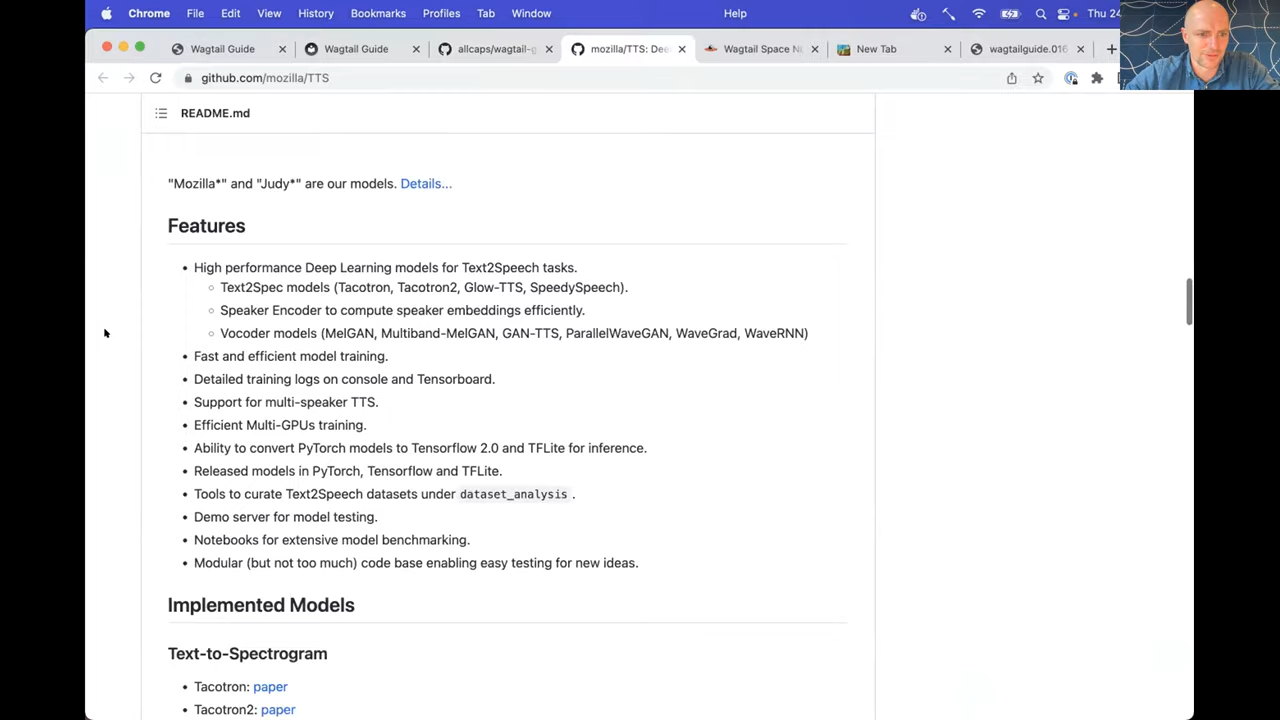 Chrome File Edit View History Bookmarks Profiles Tab Window Help Thu 24
Wagtail Guide Wagtail Guide allcaps/wagtail-g mozilla/TTS: Dee Wagtail Space NL New Tab wagtailguide.016
github.com/mozilla/TTS
README.md
"Mozilla*" and "Judy*" are our models. Details...
Features
• High performance Deep Learning models for Text2Speech tasks.
◦ Text2Spec models (Tacotron, Tacotron2, Glow-TTS, SpeedySpeech).
◦ Speaker Encoder to compute speaker embeddings efficiently.
◦ Vocoder models (MelGAN, Multiband-MelGAN, GAN-TTS, ParallelWaveGAN, WaveGrad, WaveRNN)
• Fast and efficient model training.
• Detailed training logs on console and Tensorboard.
• Support for multi-speaker TTS.
• Efficient Multi-GPUs training.
• Ability to convert PyTorch models to Tensorflow 2.0 and TFLite for inference.
• Released models in PyTorch, Tensorflow and TFLite.
• Tools to curate Text2Speech datasets under dataset_analysis .
• Demo server for model testing.
• Notebooks for extensive model benchmarking.
• Modular (but not too much) code base enabling easy testing for new ideas.
Implemented Models
Text-to-Spectrogram
• Tacotron: paper
• Tacotron2: paper